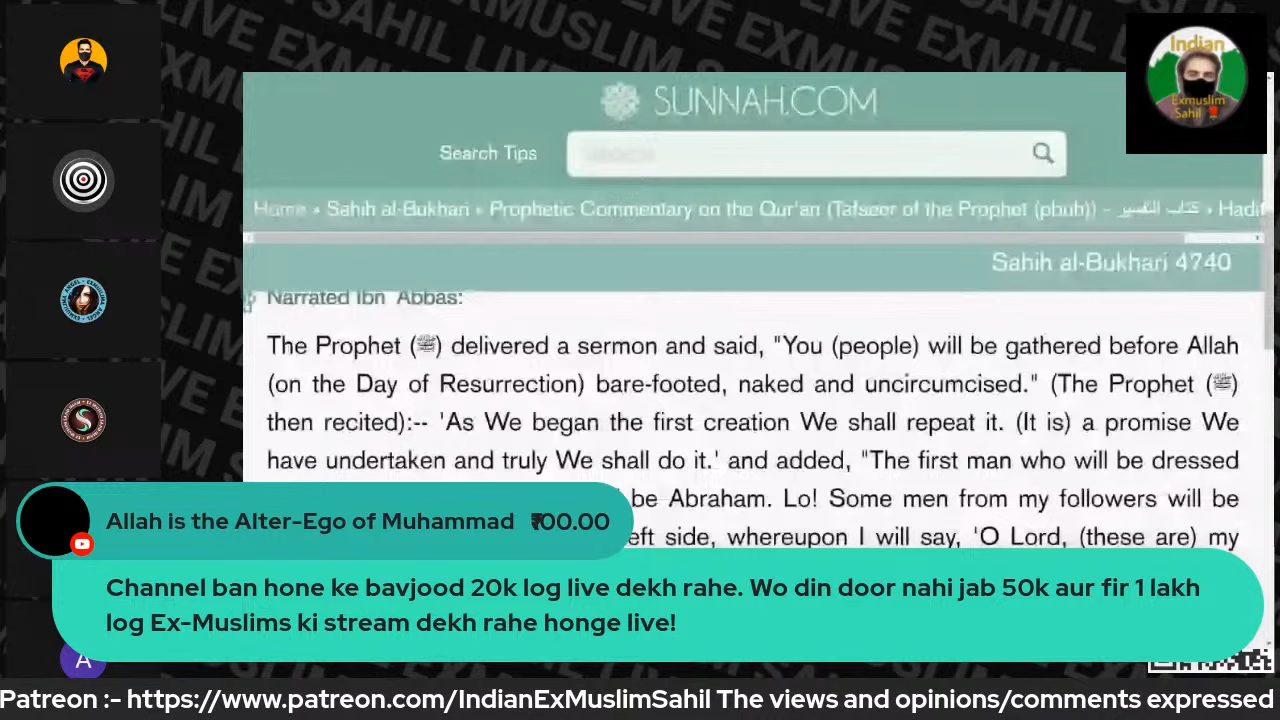 Indian
Exmuslim
Sahil
SUNNAH.COM
Search Tips
Home • Sahih al-Bukhari • Prophetic Commentary on the Qur'an (Tafseer of the Prophet (pbuh)) - كتاب التفسير •
Sahih al-Bukhari 4740
Narrated Ibn `Abbas:
The Prophet (ﷺ) delivered a sermon and said, "You (people) will be gathered before Allah
(on the Day of Resurrection) bare-footed, naked and uncircumcised." (The Prophet (ﷺ)
then recited):-- 'As We began the first creation We shall repeat it. (It is) a promise We
have undertaken and truly We shall do it.' and added, "The first man who will be dressed
be Abraham. Lo! Some men from my followers will be
side, whereupon I will say, 'O Lord, (these are) my
Allah is the Alter-Ego of Muhammad
Channel ban hone ke bavjood 20k log live dekh rahe. Wo din door nahi jab 50k aur fir 1 lakh
log Ex-Muslims ki stream dekh rahe honge live!
A
Patreon :- https://www.patreon.com/IndianExMuslimSahil The views and opinions/comments expressed